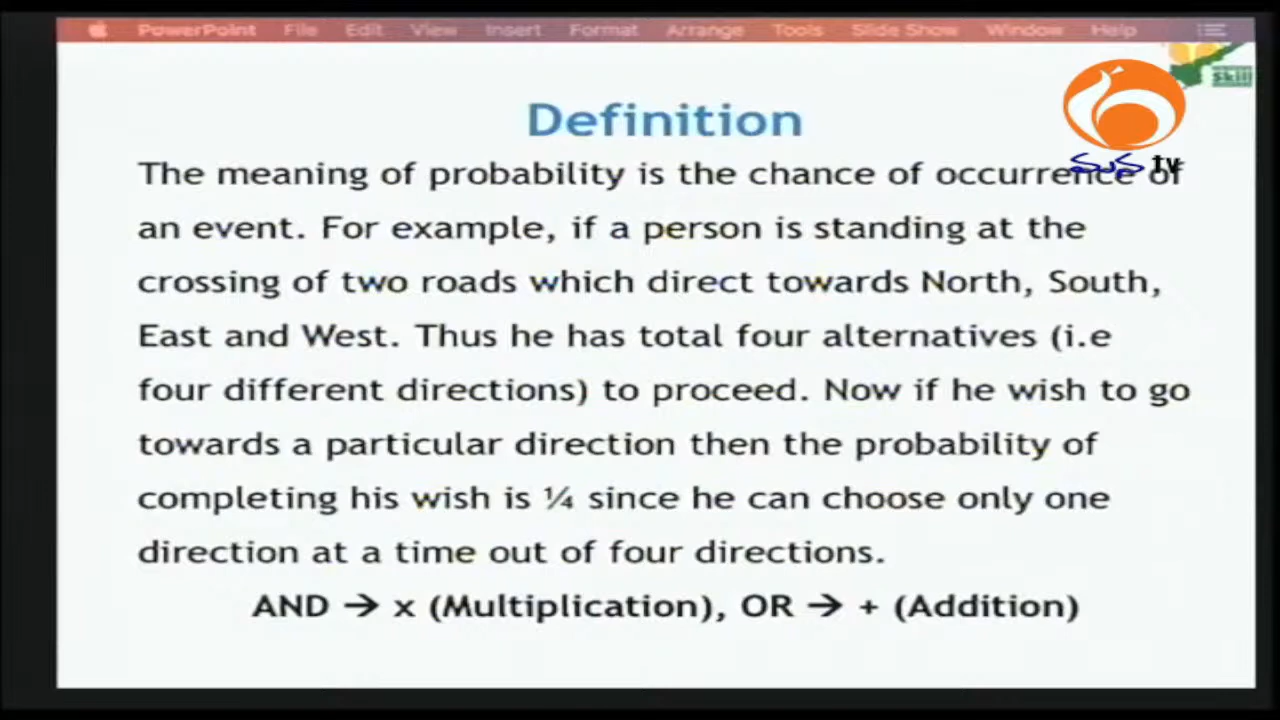 PowerPoint File Edit View Insert Format Arrange Tools Slide Show Window Help
Skill
SVS tv
Definition
The meaning of probability is the chance of occurrence of
an event. For example, if a person is standing at the
crossing of two roads which direct towards North, South,
East and West. Thus he has total four alternatives (i.e
four different directions) to proceed. Now if he wish to go
towards a particular direction then the probability of
completing his wish is ¼ since he can choose only one
direction at a time out of four directions.
AND → x (Multiplication), OR → + (Addition)